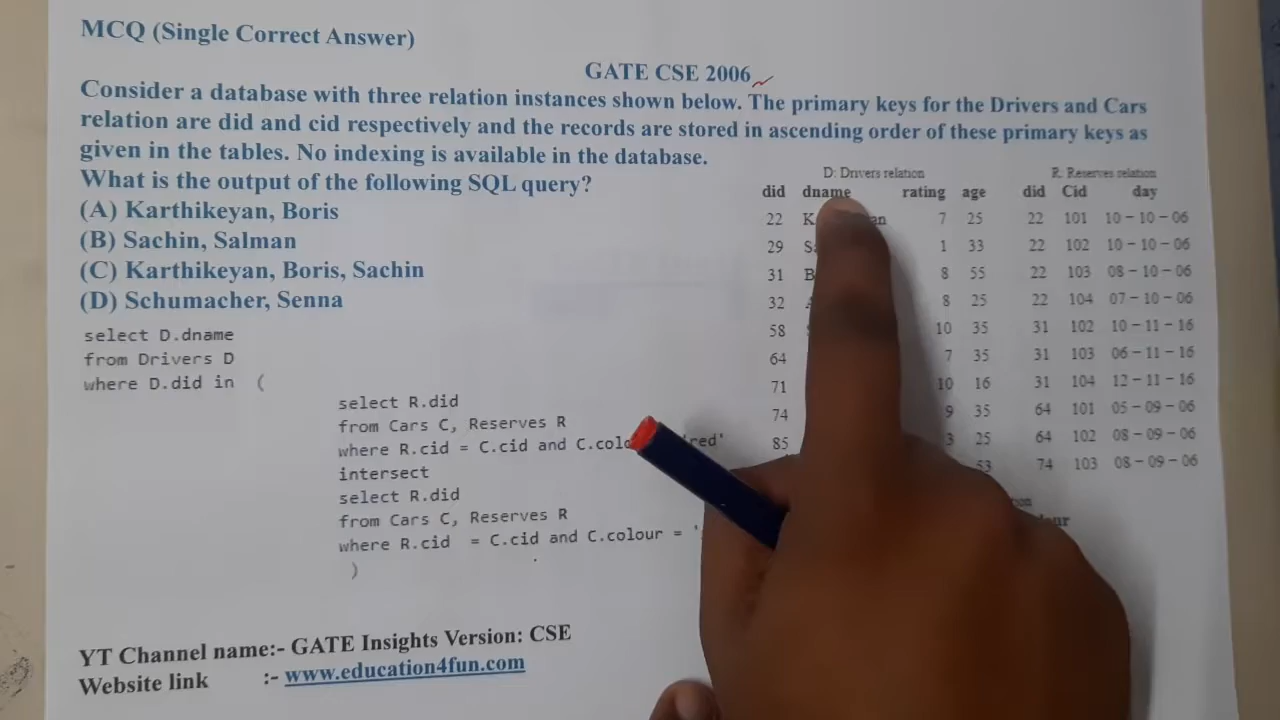 MCQ (Single Correct Answer)
GATE CSE 2006
Consider a database with three relation instances shown below. The primary keys for the Drivers and Cars
relation are did and cid respectively and the records are stored in ascending order of these primary keys as
given in the tables. No indexing is available in the database.
What is the output of the following SQL query?
(A) Karthikeyan, Boris
(B) Sachin, Salman
(C) Karthikeyan, Boris, Sachin
(D) Schumacher, Senna
select D.dname
from Drivers D
where D.did in (
select R.did
from Cars C, Reserves R
where R.cid = C.cid and C.colo red'
intersect
select R.did
from Cars C, Reserves R
where R.cid = C.cid and C.colour = '
)
D: Drivers relation
did dname rating age
22 K an 7 25
29 Sa 1 33
31 B 8 55
32 8 25
58 10 35
64 7 35
71 10 16
74 9 35
85 3 25
53
R: Reserves relation
did Cid day
22 101 10 - 10 - 06
22 102 10 - 10 - 06
22 103 08 - 10 - 06
22 104 07 - 10 - 06
31 102 10 - 11 - 16
31 103 06 - 11 - 16
31 104 12 - 11 - 16
64 101 05 - 09 - 06
64 102 08 - 09 - 06
74 103 08 - 09 - 06
YT Channel name:- GATE Insights Version: CSE
Website link :- www.education4fun.com